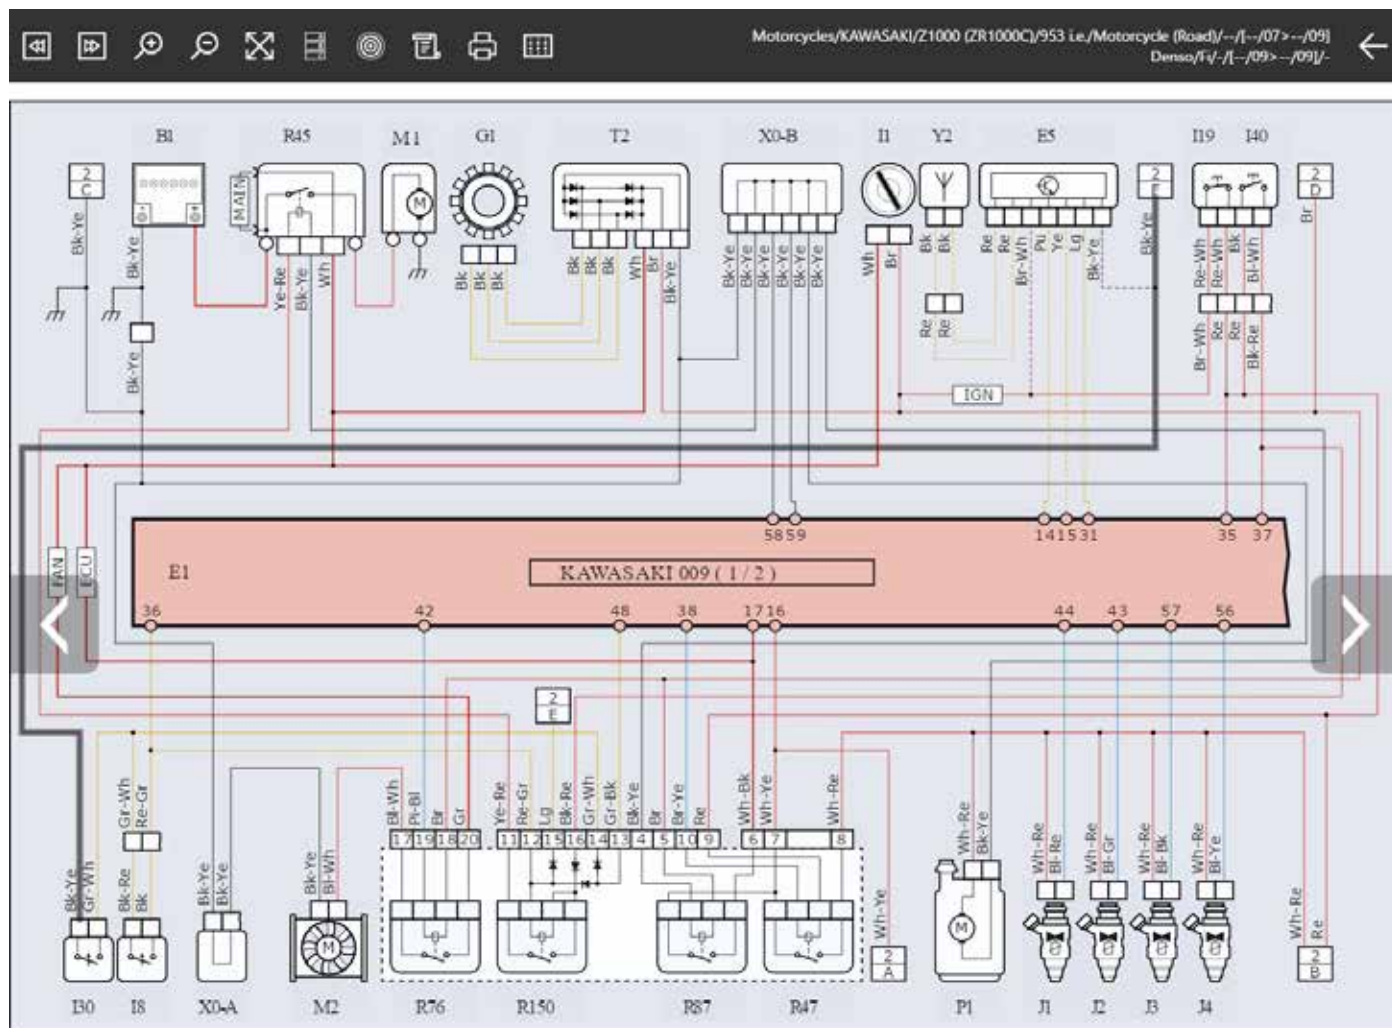 Motorcycles/KAWASAKI/Z1000 (ZR1000C)/953 i.e./Motorcycle (Road)/--/[--/07>--/09]
Denso/Fi/-/[--/09>--/09]/-
B1 R45 M1 G1 T2 X0-B I1 Y2 E5 I19 I40
2 C
MAIN
M
2
2 D
Bk-Ye
Bk-Ye
Bk-Ye
Ye-Re Bk-Ye Wh
Bk Bk Bk
Bk Bk Bk Wh Br Bk-Ye
Bk-Ye Bk-Ye Bk-Ye Bk-Ye Bk-Ye Bk-Ye
Wh Br
Bk Bk
Re Re
Re Re Br-Wh Pu Ye Lg Bk-Ye
Bk-Ye
Re-Wh Re-Wh Bk Bl-Wh
Br-Wh Re Re Bk-Re
Br
IGN
58 59 14 15 31 35 37
FAN ECU
E1
KAWASAKI 009 ( 1 / 2 )
36 42 48 38 17 16 44 43 57 56
2 E
Gr-Wh Re-Gr
Bk-Ye Gr-Wh
Bk-Re Bk
Bk-Ye Bk-Ye
Bk-Ye Bl-Wh
Bl-Wh Pi-Bl Br Gr
Ye-Re Re-Gr Lg Bk-Re Gr-Wh Gr-Bk Bk-Ye Br Br-Ye Re
Wh-Bk Wh-Ye Wh-Re
17 19 18 20 11 12 15 16 14 13 4 5 10 9 6 7 8
Wh-Ye
Wh-Re Bk-Ye
Wh-Re Bl-Re
Wh-Re Bl-Gr
Wh-Re Bl-Bk
Wh-Re Bl-Ye
Wh-Re Re
M
M
2 A
2 B
I30 I8 X0-A M2 R76 R150 R87 R47 P1 J1 J2 J3 J4